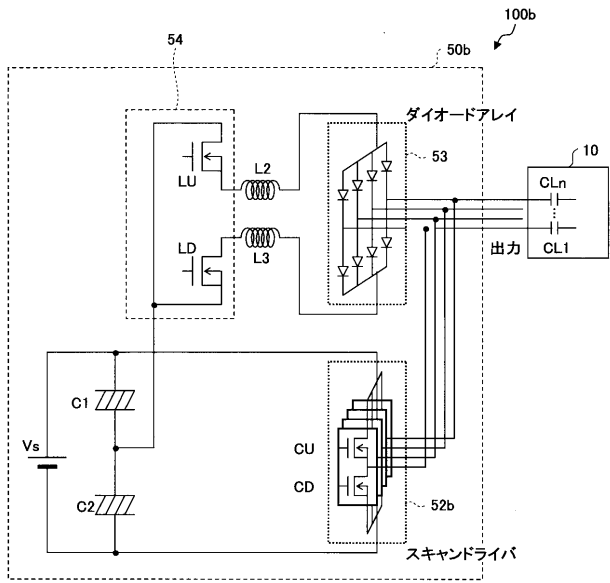 100b
50b
54
ダイオードアレイ
LU
L2
53
10
CLn
LD
L3
出力
CL1
C1
Vs
CU
C2
CD
52b
スキャンドライバ